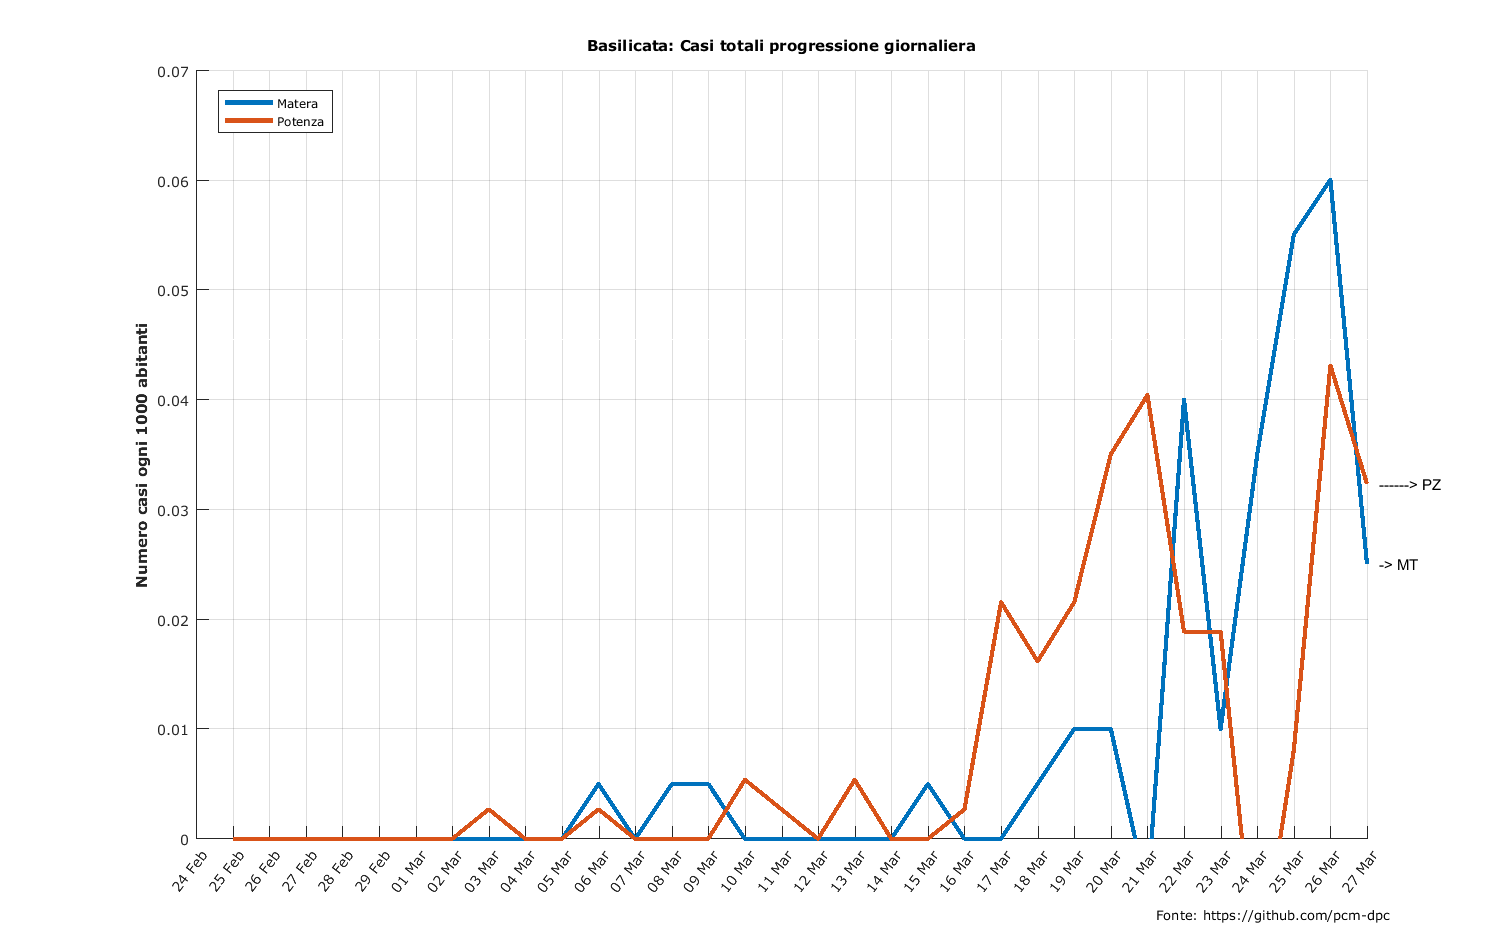 Basilicata: Casi totali progressione giornaliera
Matera
Potenza
0.07
0.06
0.05
0.04
0.03
0.02
0.01
0
Numero casi ogni 1000 abitanti
------> PZ
-> MT
24 Feb
25 Feb
26 Feb
27 Feb
28 Feb
29 Feb
01 Mar
02 Mar
03 Mar
04 Mar
05 Mar
06 Mar
07 Mar
08 Mar
09 Mar
10 Mar
11 Mar
12 Mar
13 Mar
14 Mar
15 Mar
16 Mar
17 Mar
18 Mar
19 Mar
20 Mar
21 Mar
22 Mar
23 Mar
24 Mar
25 Mar
26 Mar
27 Mar
Fonte: https://github.com/pcm-dpc